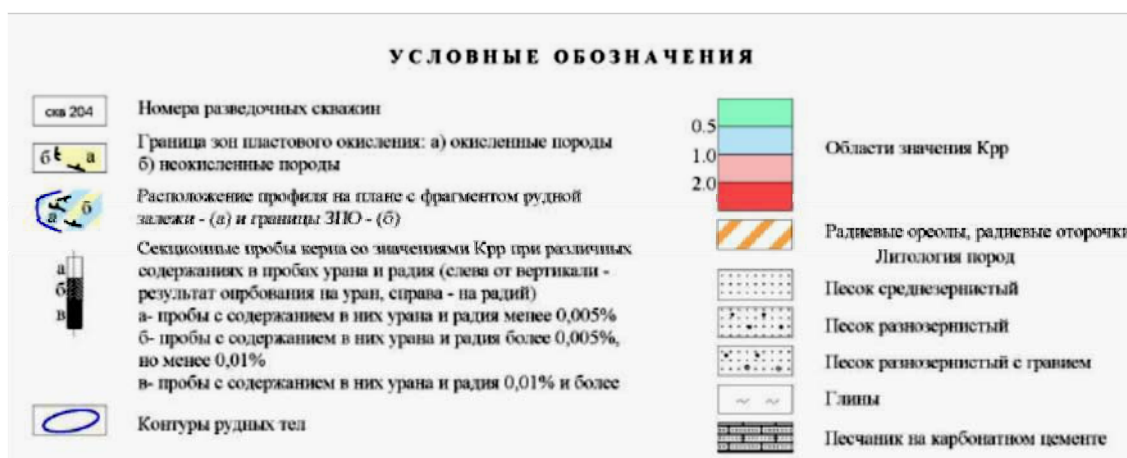 УСЛОВНЫЕ ОБОЗНАЧЕНИЯ
скв 204
Номера разведочных скважин
б а
Граница зон пластового окисления: а) окисленные породы
б) неокисленные породы
а б
Расположение профиля на плане с фрагментом рудной
залежи - (а) и границы ЗПО - (б)
а
б
в
Секционные пробы керна со значениями Крр при различных
содержаниях в пробах урана и радия (слева от вертикали -
результат опрбования на уран, справа - на радий)
а- пробы с содержанием в них урана и радия менее 0,005%
б- пробы с содержанием в них урана и радия более 0,005%,
но менее 0,01%
в- пробы с содержанием в них урана и радия 0,01% и более
Контуры рудных тел
0.5
1.0
2.0
Области значения Крр
Радиевые ореолы, радиевые оторочки
Литология пород
Песок среднезернистый
Песок разнозернистый
Песок разнозернистый с гравием
Глины
Песчаник на карбонатном цементе